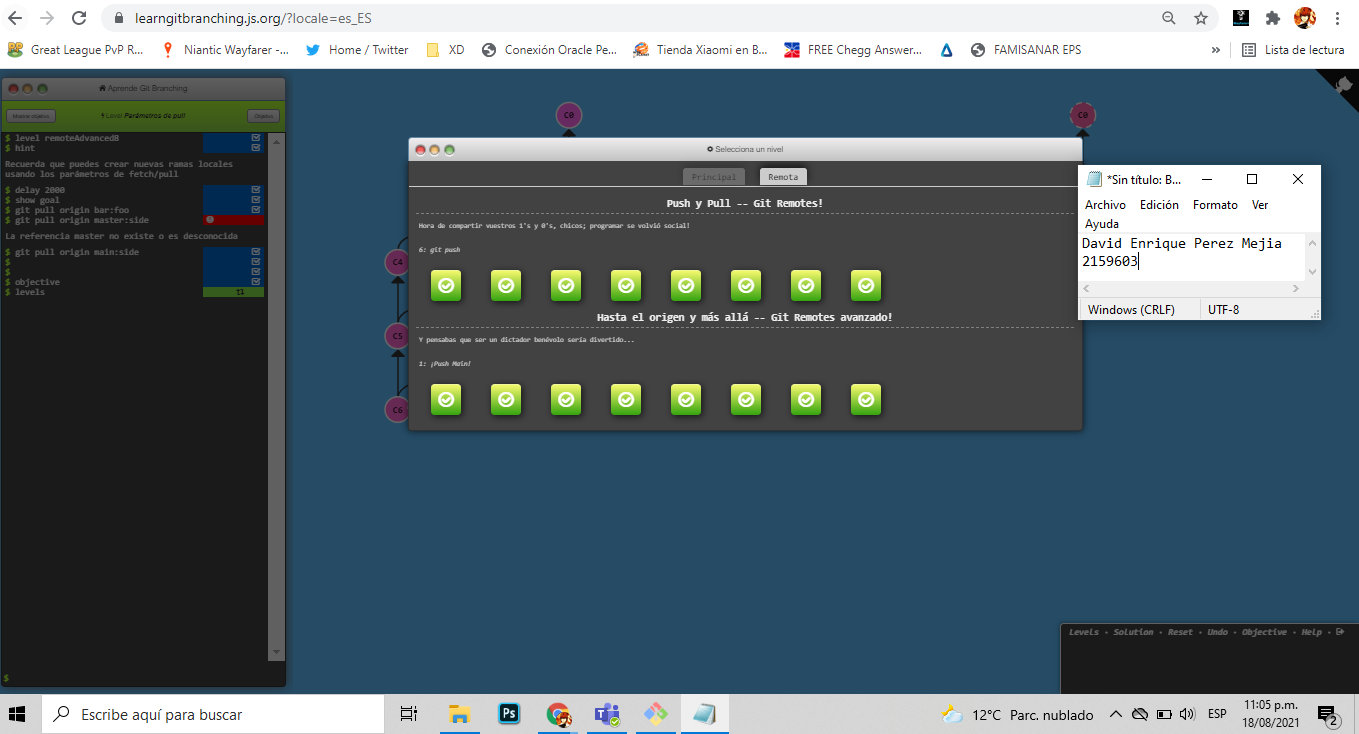 learngitbranching.js.org/?locale=es_ES
Great League PvP R...
Niantic Wayfarer -...
Home / Twitter
XD
Conexión Oracle Pe...
Tienda Xiaomi en B...
FREE Chegg Answer...
FAMISANAR EPS
»
Lista de lectura
Aprende Git Branching
Mostrar objetivo
Level Parámetros de pull
Objetivo
$ level remoteAdvanced8
$ hint
Recuerda que puedes crear nuevas ramas locales
usando los parámetros de fetch/pull
$ delay 2000
$ show goal
$ git pull origin bar:foo
$ git pull origin master:side
La referencia master no existe o es desconocida
$ git pull origin main:side
$
$
$ objective
$ levels
$
C0
C4
C5
C6
C0
Selecciona un nivel
Principal
Remota
Push y Pull -- Git Remotes!
Hora de compartir vuestros 1's y 0's, chicos; programar se volvió social!
6: git push
Hasta el origen y más allá -- Git Remotes avanzado!
Y pensabas que ser un dictador benévolo sería divertido...
1: ¡Push Main!
*Sin título: B...
Archivo Edición Formato Ver
Ayuda
David Enrique Perez Mejia
2159603
Windows (CRLF)
UTF-8
Levels · Solution · Reset · Undo · Objective · Help ·
Escribe aquí para buscar
Ps
12°C Parc. nublado
ESP
11:05 p.m.
18/08/2021
2